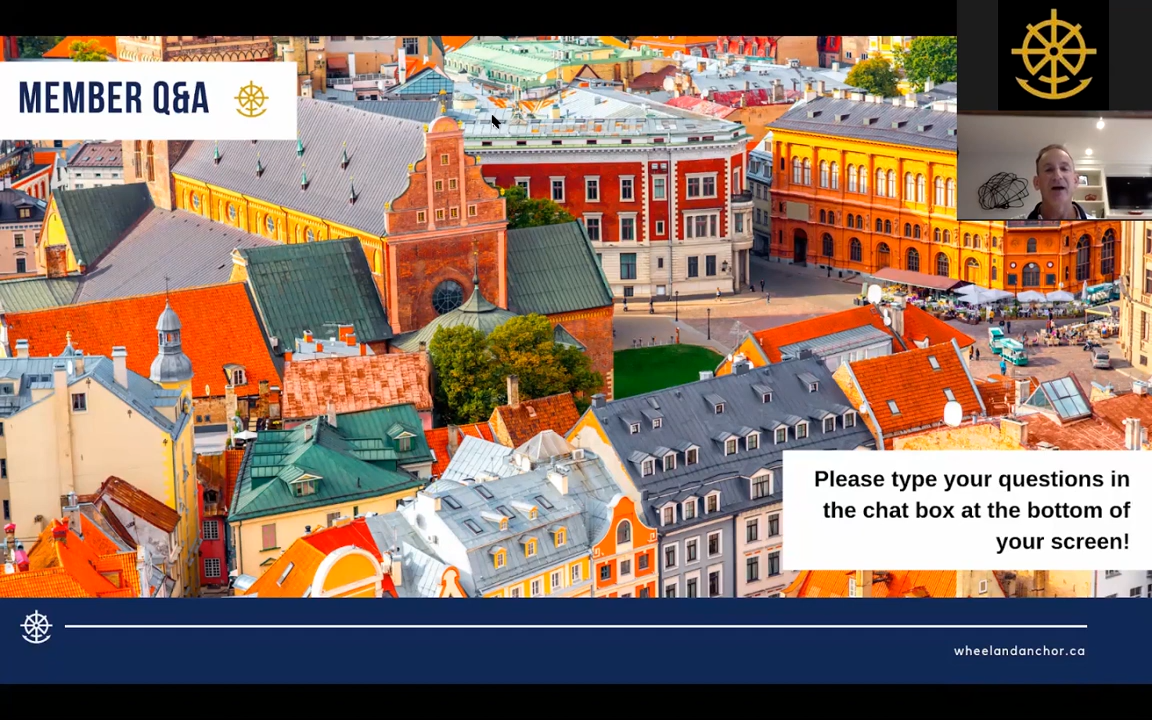 MEMBER Q&A
Please type your questions in
the chat box at the bottom of
your screen!
wheelandanchor.ca